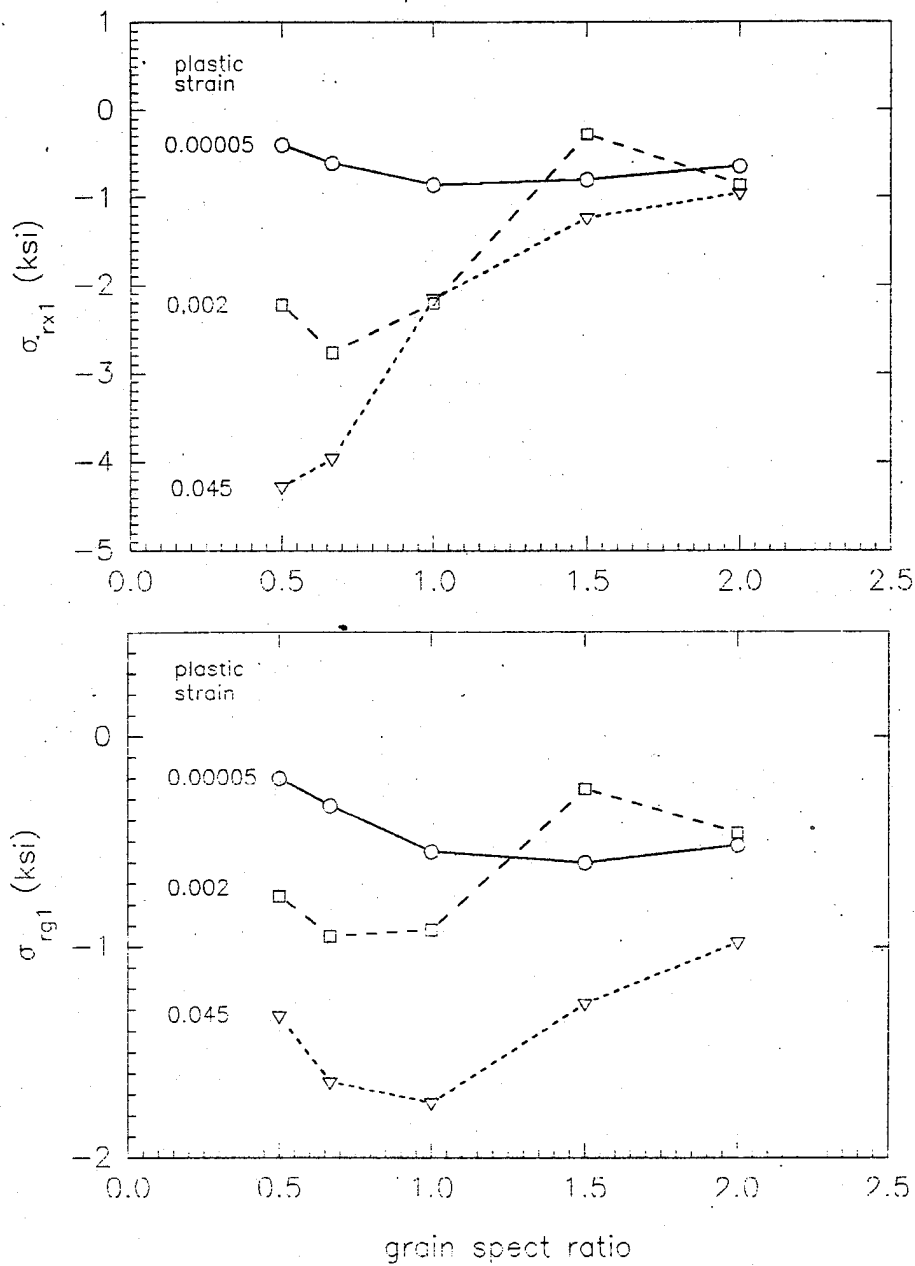 1
plastic
strain
0
0.00005
−1
−2
0.002
−3
−4
0.045
−5
σrx1 (ksi)
0.0 0.5 1.0 1.5 2.0 2.5
plastic
strain
0
0.00005
0.002
−1
0.045
−2
σrg1 (ksi)
0.0 0.5 1.0 1.5 2.0 2.5
grain spect ratio